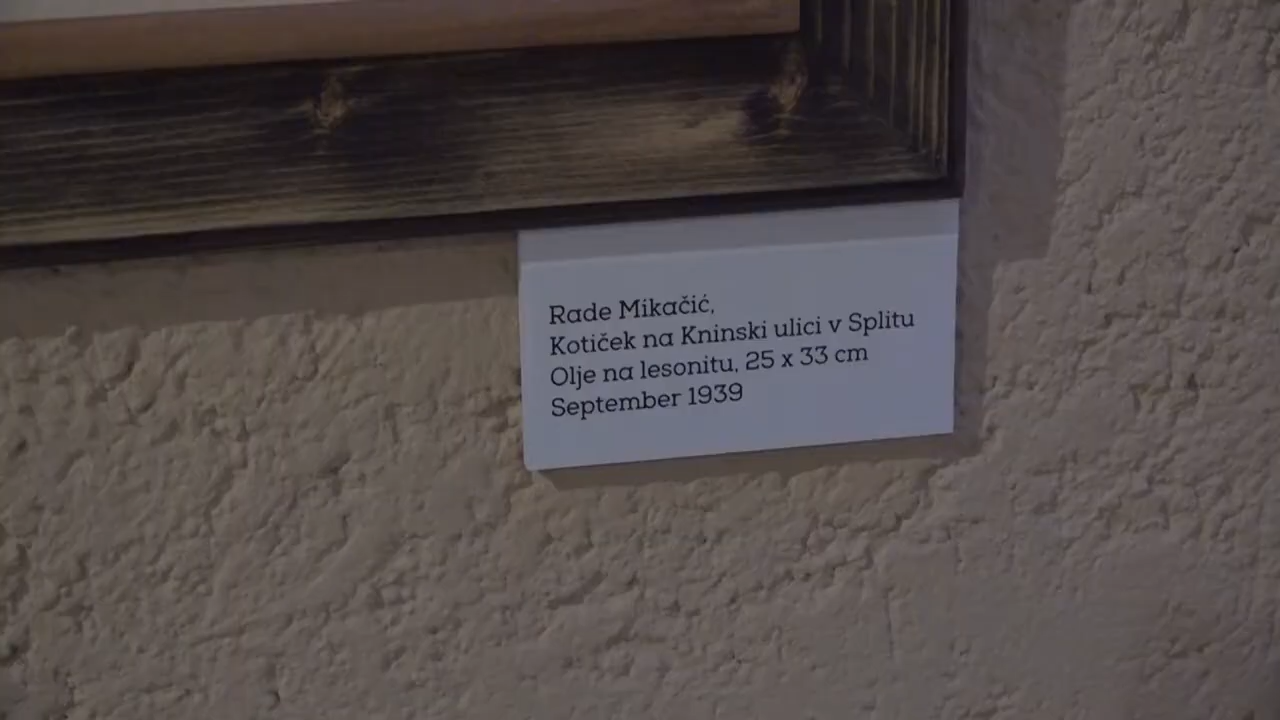 Rade Mikačić,
Kotiček na Kninski ulici v Splitu
Olje na lesonitu, 25 x 33 cm
September 1939